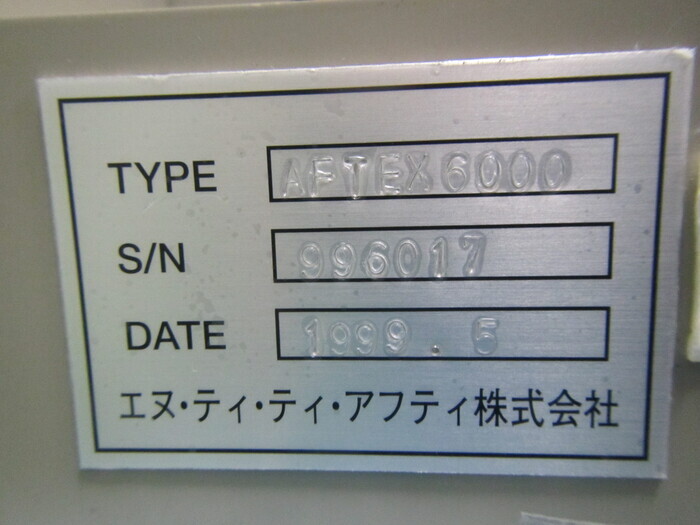 TYPE AFTEX6000
S/N 996017
DATE 1999. 5
エヌ・ティ・ティ・アフティ株式会社